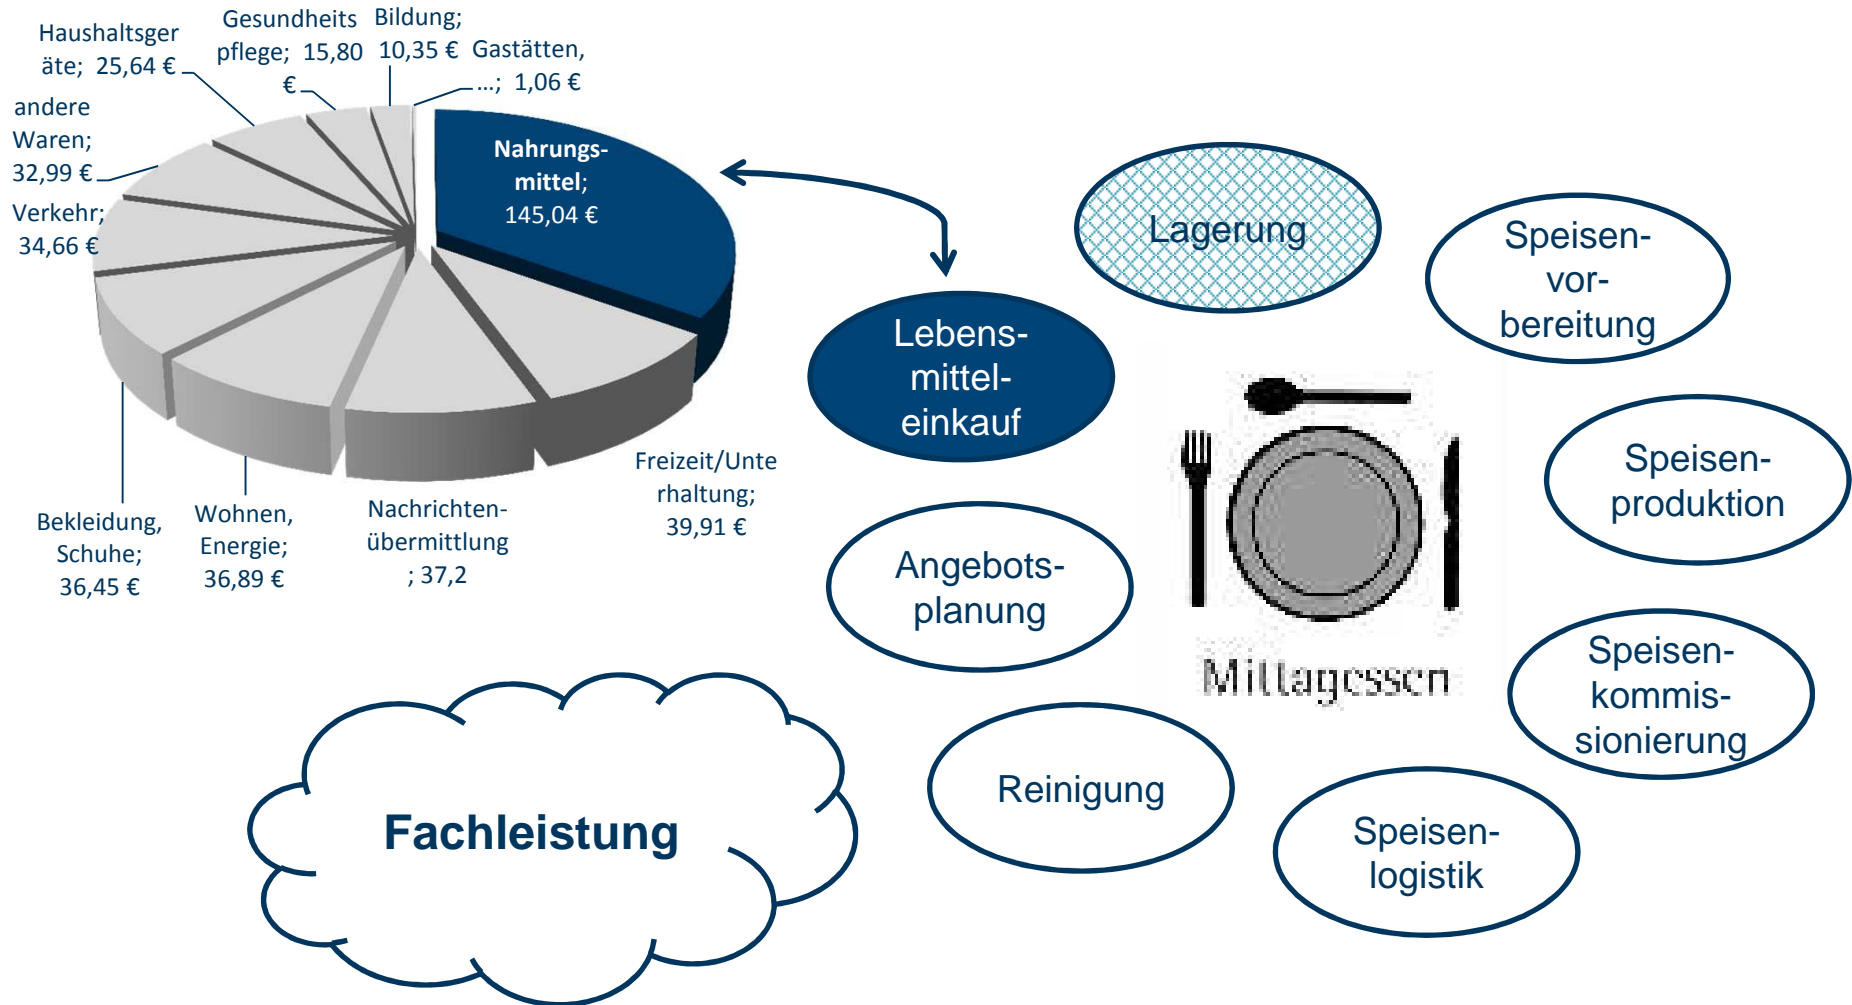 Haushaltsger
äte; 25,64 €
Gesundheits
pflege; 15,80
€
Bildung;
10,35 €
Gastätten,
...; 1,06 €
andere
Waren;
32,99 €
Verkehr;
34,66 €
Nahrungs-
mittel;
145,04 €
Bekleidung,
Schuhe;
36,45 €
Wohnen,
Energie;
36,89 €
Nachrichten-
übermittlung
; 37,2
Freizeit/Unte
rhaltung;
39,91 €
Lagerung
Speisen-
vor-
bereitung
Lebens-
mittel-
einkauf
Speisen-
produktion
Angebots-
planung
Mittagessen
Speisen-
kommis-
sionierung
Reinigung
Speisen-
logistik
Fachleistung